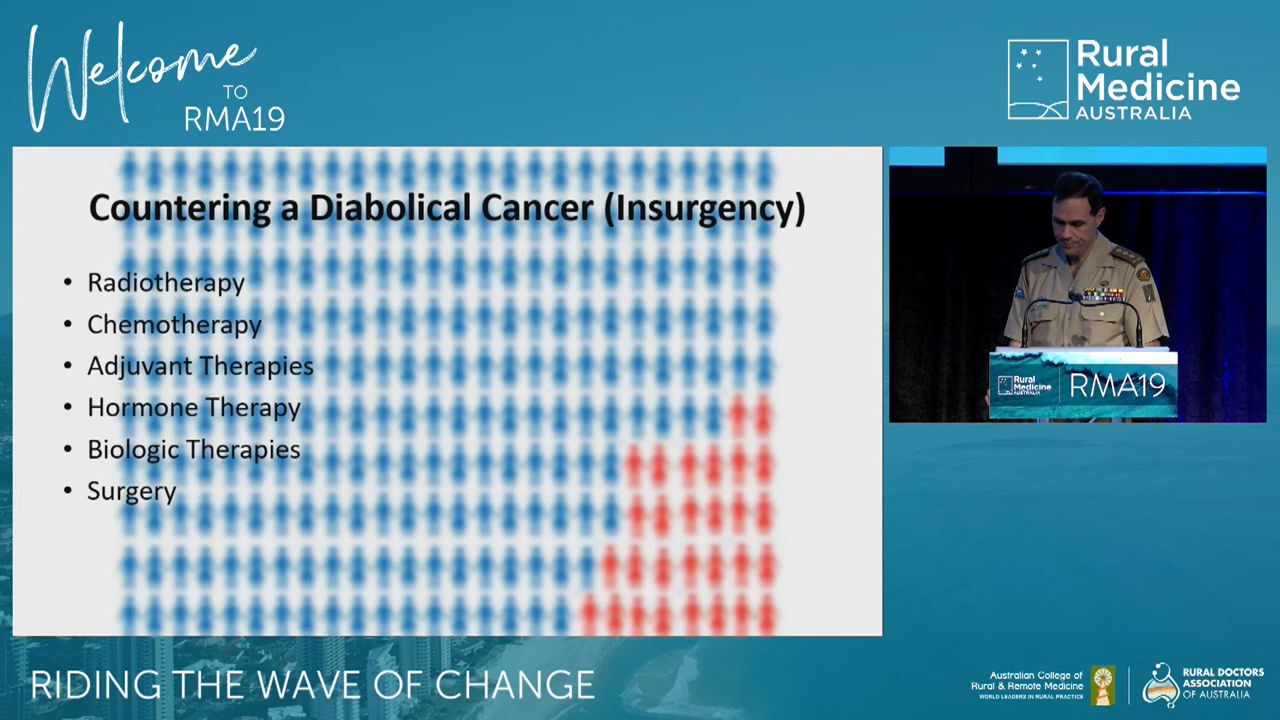 Welcome
TO
RMA19
Rural
Medicine
AUSTRALIA
Countering a Diabolical Cancer (Insurgency)
• Radiotherapy
• Chemotherapy
• Adjuvant Therapies
• Hormone Therapy
• Biologic Therapies
• Surgery
Rural
Medicine
AUSTRALIA
RMA19
RIDING THE WAVE OF CHANGE
Australian College of
Rural & Remote Medicine
WORLD LEADERS IN RURAL PRACTICE
RURAL DOCTORS
ASSOCIATION
OF AUSTRALIA